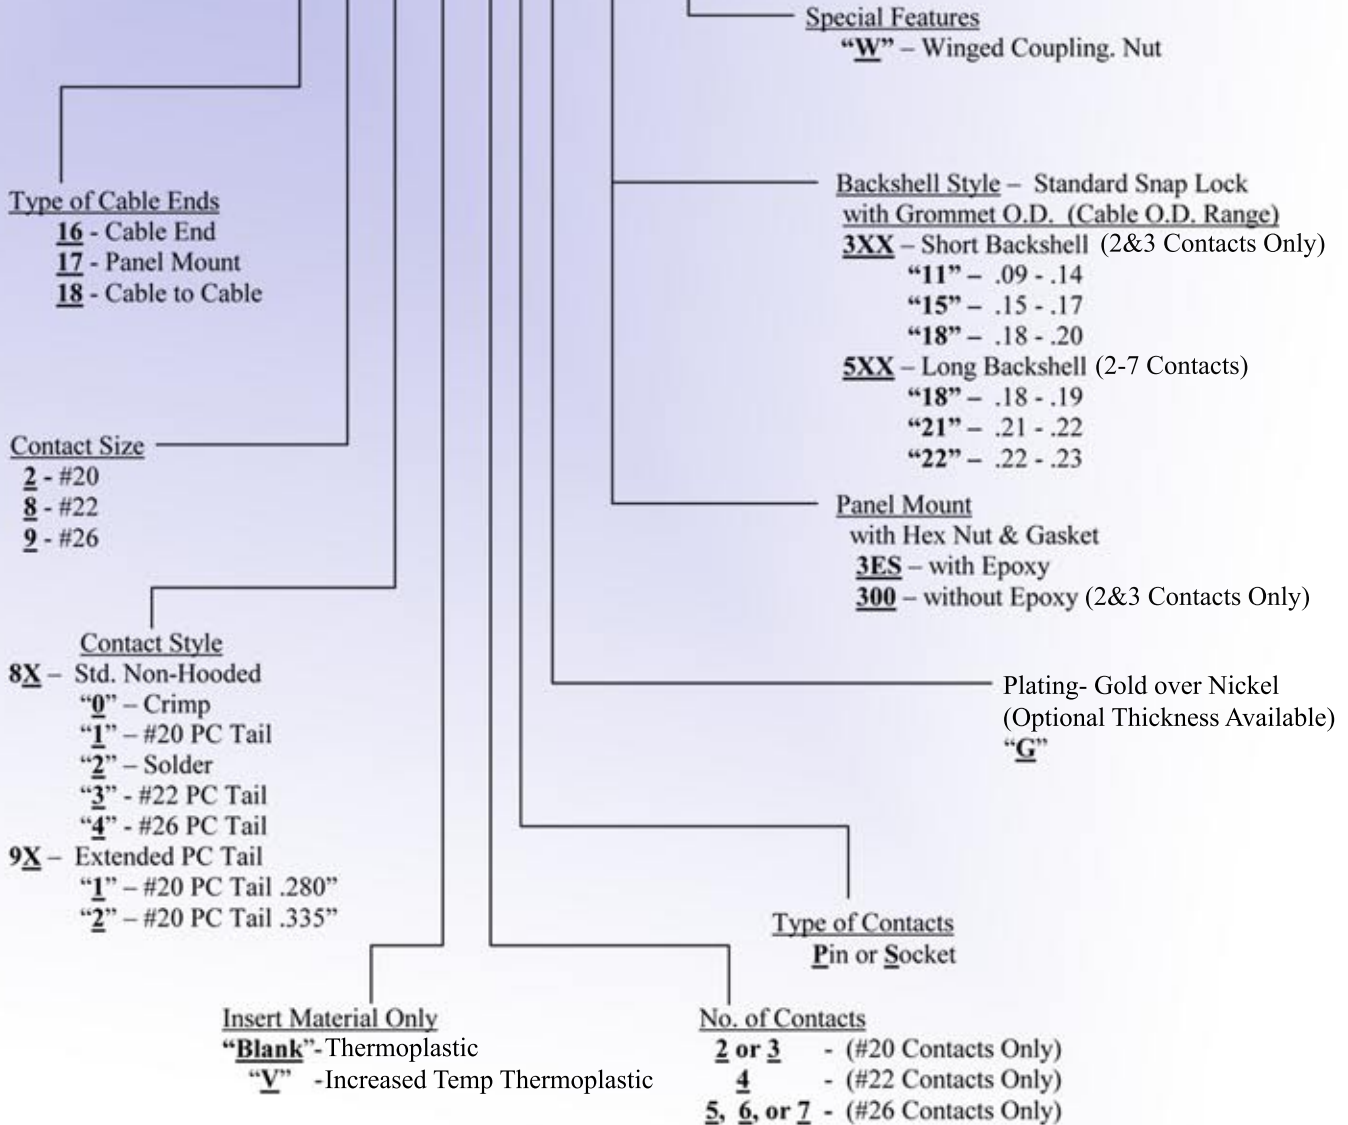 Special Features
“W” – Winged Coupling. Nut
Type of Cable Ends
16 - Cable End
17 - Panel Mount
18 - Cable to Cable
Backshell Style – Standard Snap Lock
with Grommet O.D. (Cable O.D. Range)
3XX – Short Backshell (2&3 Contacts Only)
“11” – .09 - .14
“15” – .15 - .17
“18” – .18 - .20
5XX – Long Backshell (2-7 Contacts)
“18” – .18 - .19
“21” – .21 - .22
“22” – .22 - .23
Contact Size
2 - #20
8 - #22
9 - #26
Panel Mount
with Hex Nut & Gasket
3ES – with Epoxy
300 – without Epoxy (2&3 Contacts Only)
Contact Style
8X – Std. Non-Hooded
“0” – Crimp
“1” – #20 PC Tail
“2” – Solder
“3” - #22 PC Tail
“4” - #26 PC Tail
9X – Extended PC Tail
“1” – #20 PC Tail .280”
“2” – #20 PC Tail .335”
Plating- Gold over Nickel
(Optional Thickness Available)
“G”
Type of Contacts
Pin or Socket
Insert Material Only
“Blank”-Thermoplastic
“V” -Increased Temp Thermoplastic
No. of Contacts
2 or 3 - (#20 Contacts Only)
4 - (#22 Contacts Only)
5, 6, or 7 - (#26 Contacts Only)